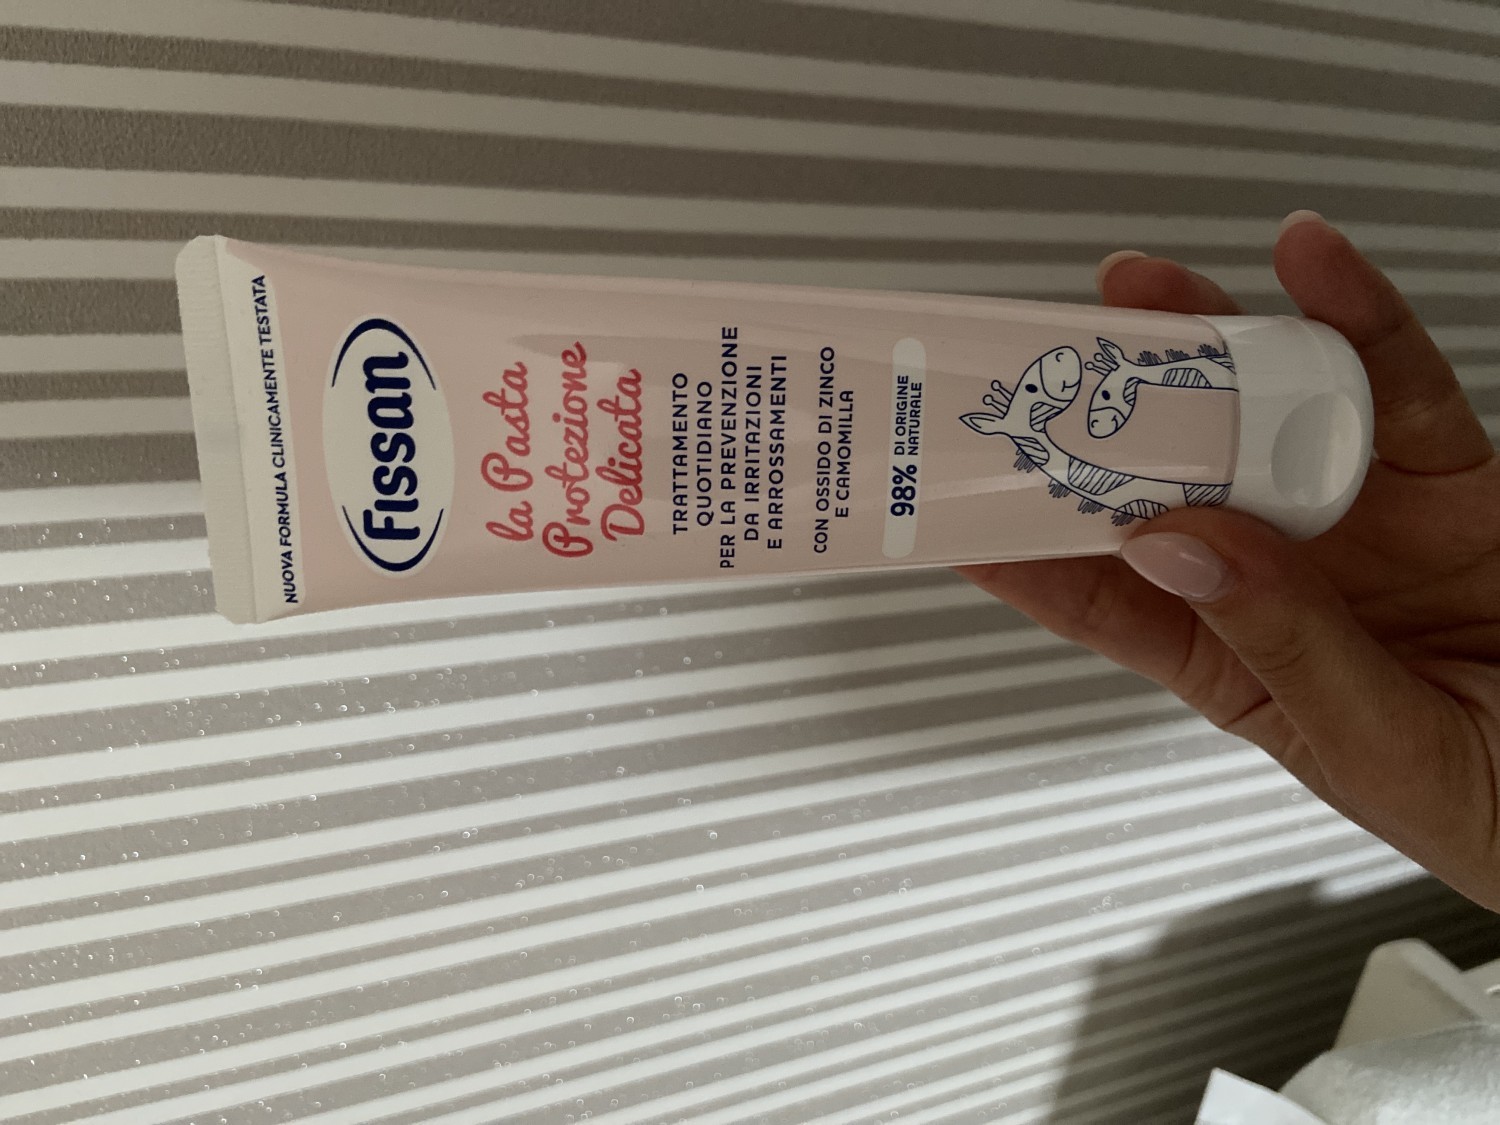 NUOVA FORMULA CLINICAMENTE TESTATA
Fissan
la Pasta
Protezione
Delicata
TRATTAMENTO
QUOTIDIANO
PER LA PREVENZIONE
DA IRRITAZIONI
E ARROSSAMENTI
CON OSSIDO DI ZINCO
E CAMOMILLA
98% DI ORIGINE
NATURALE